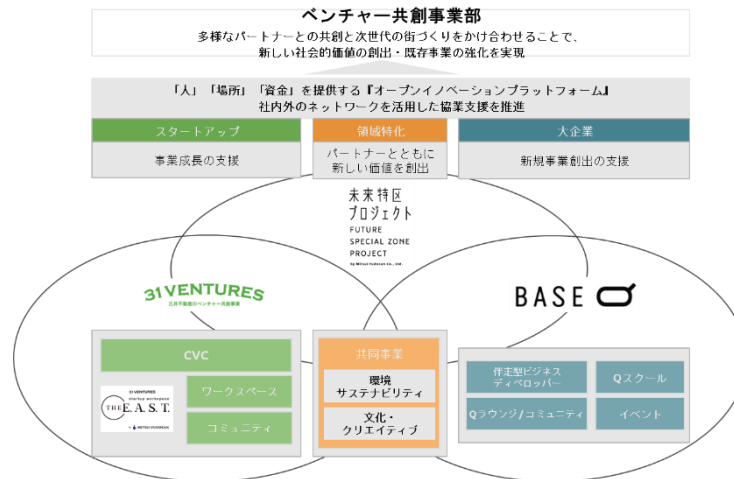 ベンチャー共創事業部
多様なパートナーとの共創と次世代の街づくりをかけ合わせることで、
新しい社会的価値の創出・既存事業の強化を実現
「人」「場所」「資金」を提供する『オープンイノベーションプラットフォーム』
社内外のネットワークを活用した協業支援を推進
スタートアップ
領域特化
大企業
事業成長の支援
パートナーとともに
新しい価値を創出
新規事業創出の支援
未来特区
プロジェクト
FUTURE
SPECIAL ZONE
PROJECT
by Mitsui Fudosan Co., Ltd.
31VENTURES
三井不動産のベンチャー共創事業
BASE Q
CVC
31 VENTURES
startup workspace
THE E.A.S.T.
by MITSUI FUDOSAN
ワークスペース
コミュニティ
共同事業
環境
サステナビリティ
文化・
クリエイティブ
伴走型ビジネス
ディベロッパー
Qスクール
Qラウンジ/コミュニティ
イベント